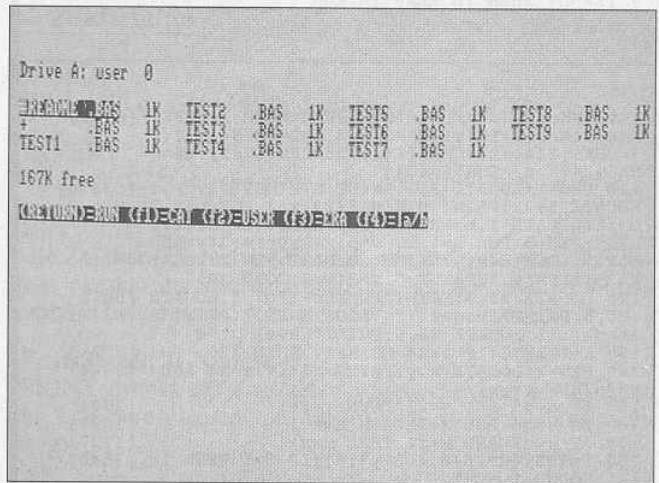 Drive A: user 0
=README .BAS 1K TEST2 .BAS 1K TEST5 .BAS 1K TEST8 .BAS 1K
+ .BAS 1K TEST3 .BAS 1K TEST6 .BAS 1K TEST9 .BAS 1K
TEST1 .BAS 1K TEST4 .BAS 1K TEST7 .BAS 1K
167K free
(RETURN)=RUN (f1)=CAT (f2)=USER (f3)=ERA (f4)=|a/b